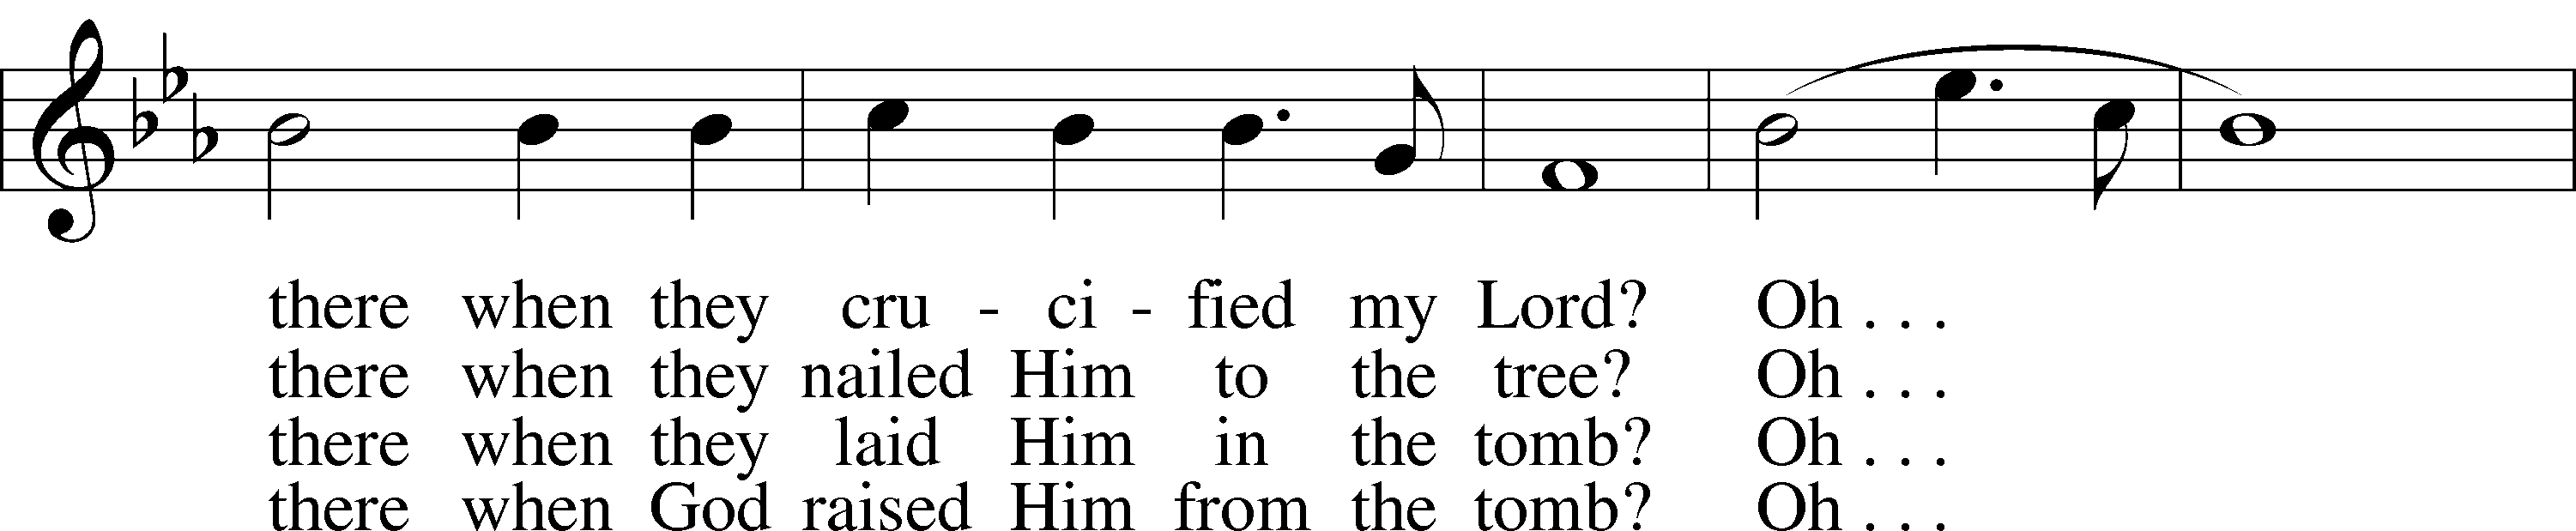 there when they cru - ci - fied my Lord? Oh . . .
there when they nailed Him to the tree? Oh . . .
there when they laid Him in the tomb? Oh . . .
there when God raised Him from the tomb? Oh . . .